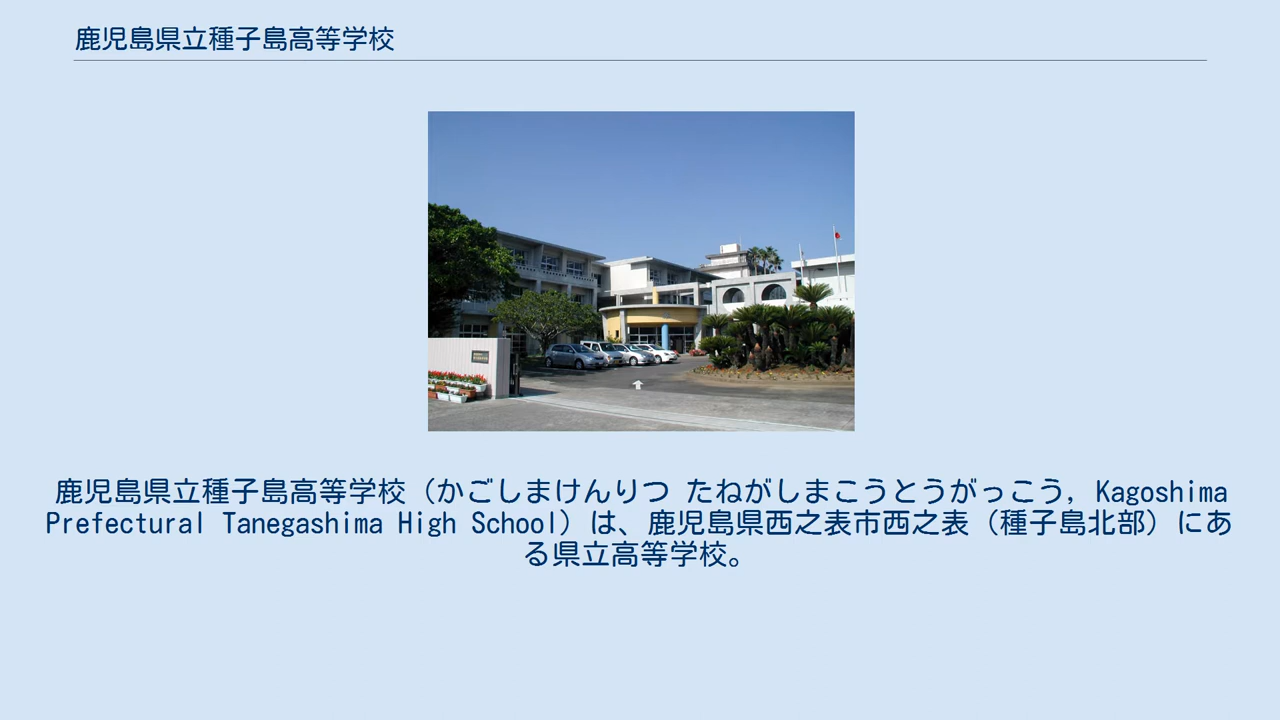 鹿児島県立種子島高等学校
鹿児島県立種子島高等学校（かごしまけんりつ たねがしまこうとうがっこう, Kagoshima
Prefectural Tanegashima High School）は、鹿児島県西之表市西之表（種子島北部）にあ
る県立高等学校。